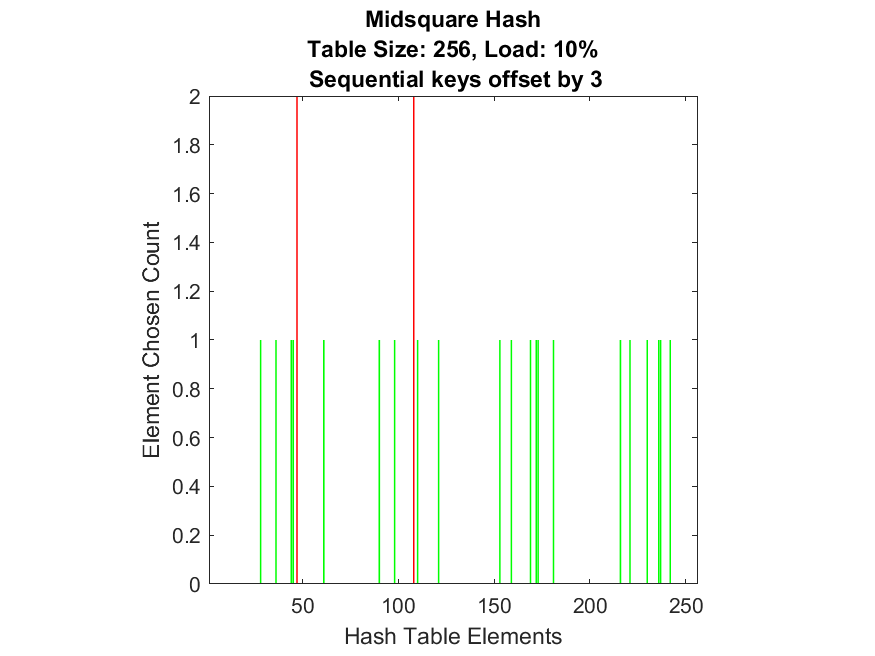 Midsquare Hash
Table Size: 256, Load: 10%
Sequential keys offset by 3
2
1.8
1.6
1.4
1.2
1
0.8
0.6
0.4
0.2
0
Element Chosen Count
50 100 150 200 250
Hash Table Elements